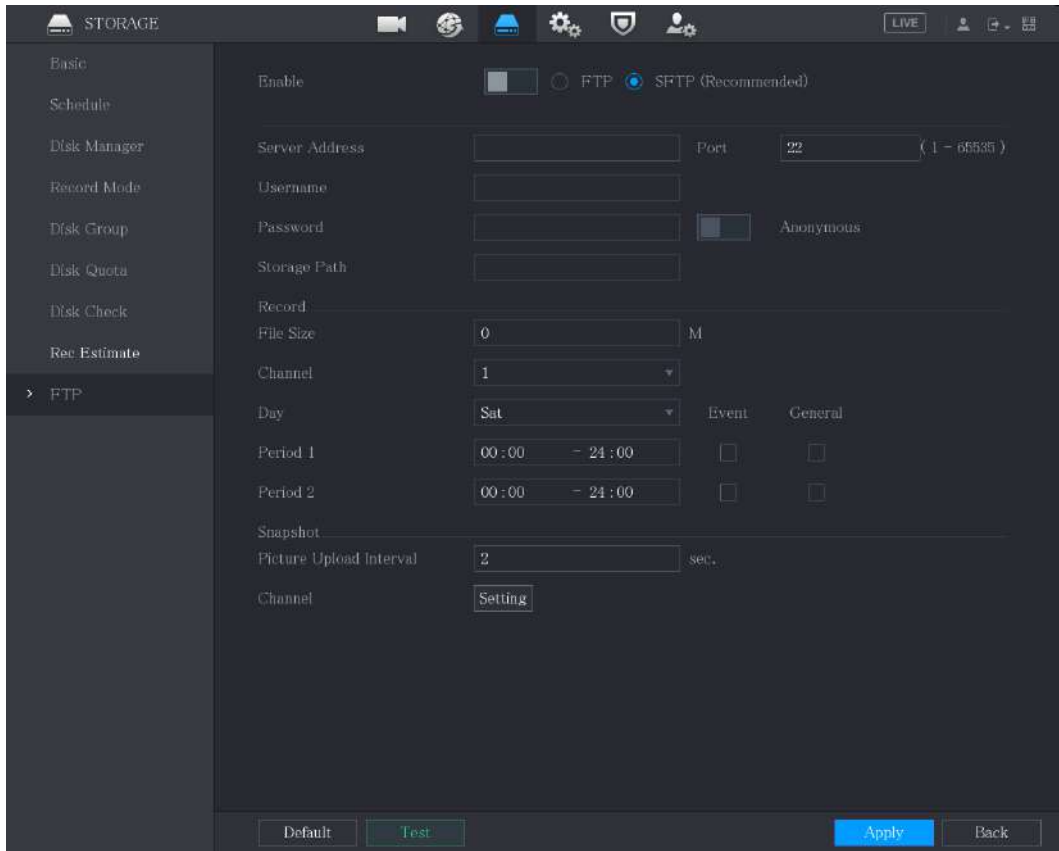 STORAGE LIVE
Basic
Schedule
Disk Manager
Record Mode
Disk Group
Disk Quota
Disk Check
Rec Estimate
FTP
Enable FTP SFTP (Recommended)
Server Address Port 22 ( 1 - 65535 )
Username
Password Anonymous
Storage Path
Record
File Size 0 M
Channel 1
Day Sat Event General
Period 1 00 : 00 - 24 : 00
Period 2 00 : 00 - 24 : 00
Snapshot
Picture Upload Interval 2 sec.
Channel Setting
Default Test Apply Back